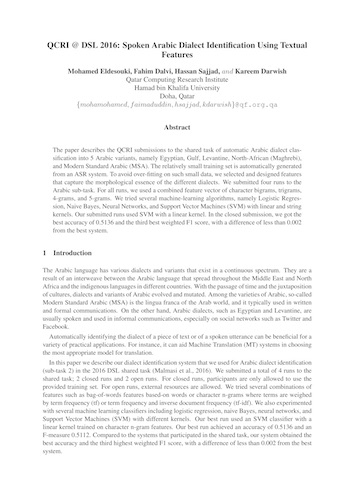 QCRI @ DSL 2016: Spoken Arabic Dialect Identification Using Textual
Features
Mohamed Eldesouki, Fahim Dalvi, Hassan Sajjad, and Kareem Darwish
Qatar Computing Research Institute
Hamad bin Khalifa University
Doha, Qatar
{mohamohamed, faimaduddin, hsajjad, kdarwish}@qf.org.qa
Abstract
The paper describes the QCRI submissions to the shared task of automatic Arabic dialect clas-
sification into 5 Arabic variants, namely Egyptian, Gulf, Levantine, North-African (Maghrebi),
and Modern Standard Arabic (MSA). The relatively small training set is automatically generated
from an ASR system. To avoid over-fitting on such small data, we selected and designed features
that capture the morphological essence of the different dialects. We submitted four runs to the
Arabic sub-task. For all runs, we used a combined feature vector of character bigrams, trigrams,
4-grams, and 5-grams. We tried several machine-learning algorithms, namely Logistic Regres-
sion, Naive Bayes, Neural Networks, and Support Vector Machines (SVM) with linear and string
kernels. Our submitted runs used SVM with a linear kernel. In the closed submission, we got the
best accuracy of 0.5136 and the third best weighted F1 score, with a difference of less than 0.002
from the best system.
1 Introduction
The Arabic language has various dialects and variants that exist in a continuous spectrum. They are a
result of an interweave between the Arabic language that spread throughout the Middle East and North
Africa and the indigenous languages in different countries. With the passage of time and the juxtaposition
of cultures, dialects and variants of Arabic evolved and mutated. Among the varieties of Arabic, so-called
Modern Standard Arabic (MSA) is the lingua franca of the Arab world, and it typically used in written
and formal communications. On the other hand, Arabic dialects, such as Egyptian and Levantine, are
usually spoken and used in informal communications, especially on social networks such as Twitter and
Facebook.
Automatically identifying the dialect of a piece of text or of a spoken utterance can be beneficial for a
variety of practical applications. For instance, it can aid Machine Translation (MT) systems in choosing
the most appropriate model for translation.
In this paper we describe our dialect identification system that we used for Arabic dialect identification
(sub-task 2) in the 2016 DSL shared task (Malmasi et al., 2016). We submitted a total of 4 runs to the
shared task; 2 closed runs and 2 open runs. For closed runs, participants are only allowed to use the
provided training set. For open runs, external resources are allowed. We tried several combinations of
features such as bag-of-words features based-on words or character n-grams where terms are weighed
by term frequency (tf) or term frequency and inverse document frequency (tf-idf). We also experimented
with several machine learning classifiers including logistic regression, naive Bayes, neural networks, and
Support Vector Machines (SVM) with different kernels. Our best run used an SVM classifier with a
linear kernel trained on character n-gram features. Our best run achieved an accuracy of 0.5136 and an
F-measure 0.5112. Compared to the systems that participated in the shared task, our system obtained the
best accuracy and the third highest weighted F1 score, with a difference of less than 0.002 from the best
system.